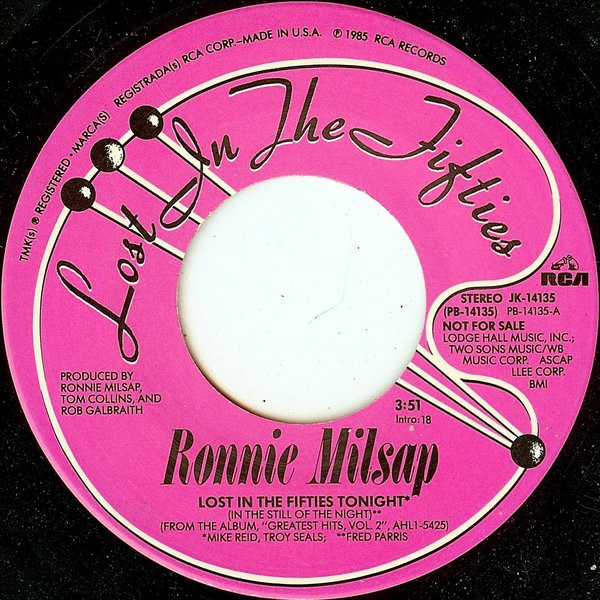 TMK(s) ® REGISTERED • MARCA(S) REGISTRADA(s) RCA CORP.—MADE IN U.S.A. ℗ 1985 RCA RECORDS
Lost In The Fifties
RCA
STEREO JK-14135
(PB-14135) PB-14135-A
NOT FOR SALE
LODGE HALL MUSIC, INC.;
TWO SONS MUSIC/WB
MUSIC CORP. ASCAP
LLEE CORP.
BMI
PRODUCED BY
RONNIE MILSAP,
TOM COLLINS, AND
ROB GALBRAITH
3:51
Intro: 18
Ronnie Milsap
LOST IN THE FIFTIES TONIGHT*
(IN THE STILL OF THE NIGHT)**
(FROM THE ALBUM, "GREATEST HITS, VOL. 2", AHL1-5425)
*MIKE REID, TROY SEALS; **FRED PARRIS